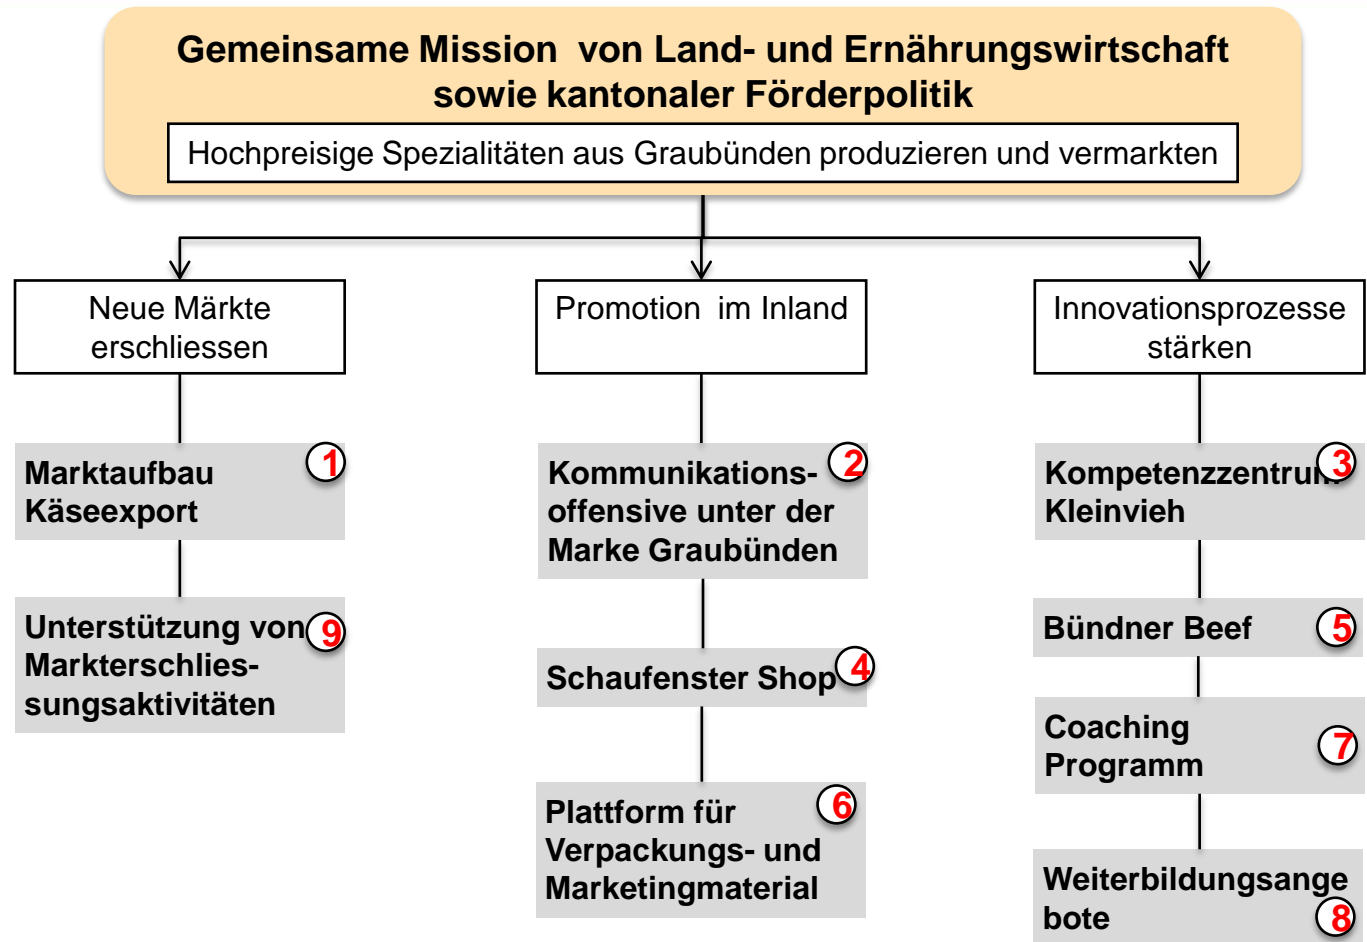 Gemeinsame Mission von Land- und Ernährungswirtschaft
sowie kantonaler Förderpolitik
Hochpreisige Spezialitäten aus Graubünden produzieren und vermarkten
Neue Märkte
erschliessen
Marktaufbau
Käseexport
1
Unterstützung von
Markterschlies-
sungsaktivitäten
9
Promotion im Inland
Kommunikations-
offensive unter der
Marke Graubünden
2
Schaufenster Shop
4
Plattform für
Verpackungs- und
Marketingmaterial
6
Innovationsprozesse
stärken
Kompetenzzentrum
Kleinvieh
3
Bündner Beef
5
Coaching
Programm
7
Weiterbildungsange
bote
8